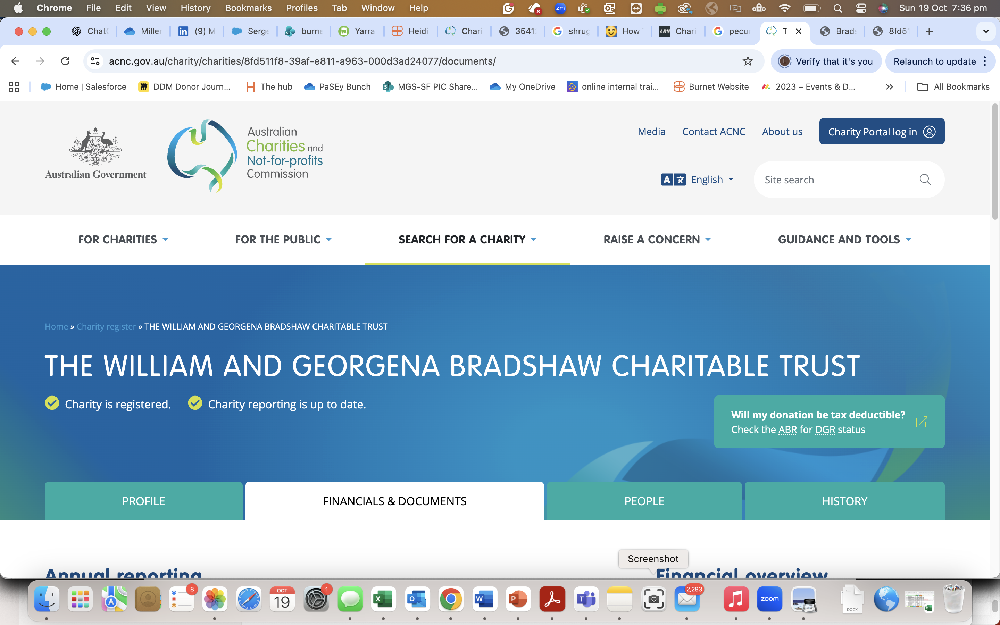 Chrome File Edit View History Bookmarks Profiles Tab Window Help Sun 19 Oct 7:36 pm
Chat Miller (9) M Serge burne Yarra Heidi Chari 3541 shrug How Chari pecu T Brads 8fd5
acnc.gov.au/charity/charities/8fd511f8-39af-e811-a963-000d3ad24077/documents/ L Verify that it's you Relaunch to update
Home | Salesforce DDM Donor Journ... The hub PaSEy Bunch MGS-SF PIC Share... My OneDrive online internal trai... Burnet Website 2023 – Events & D... All Bookmarks
Australian Government
Australian
Charities and
Not-for-profits
Commission
Media Contact ACNC About us Charity Portal log in
English Site search
FOR CHARITIES FOR THE PUBLIC SEARCH FOR A CHARITY RAISE A CONCERN GUIDANCE AND TOOLS
Home » Charity register » THE WILLIAM AND GEORGENA BRADSHAW CHARITABLE TRUST
THE WILLIAM AND GEORGENA BRADSHAW CHARITABLE TRUST
Charity is registered. Charity reporting is up to date.
Will my donation be tax deductible?
Check the ABR for DGR status
PROFILE FINANCIALS & DOCUMENTS PEOPLE HISTORY
Screenshot
Annual reporting Financial overview
8 OCT 19 1 2,283 zoom DOCX